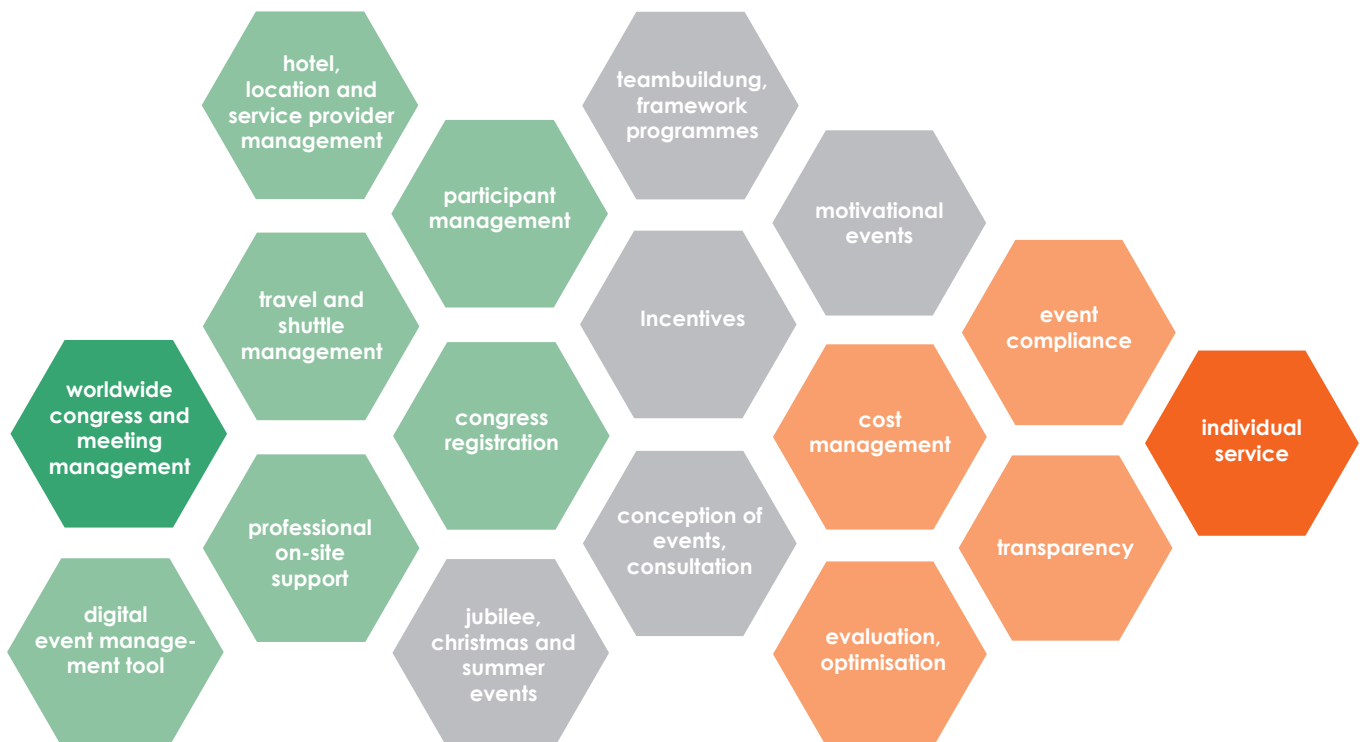 hotel,
location and
service provider
management
teambuildung,
framework
programmes
participant
management
motivational
events
travel and
shuttle
management
Incentives
event
compliance
worldwide
congress and
meeting
management
congress
registration
cost
management
individual
service
professional
on-site
support
conception of
events,
consultation
transparency
digital
event manage-
ment tool
jubilee,
christmas and
summer
events
evaluation,
optimisation